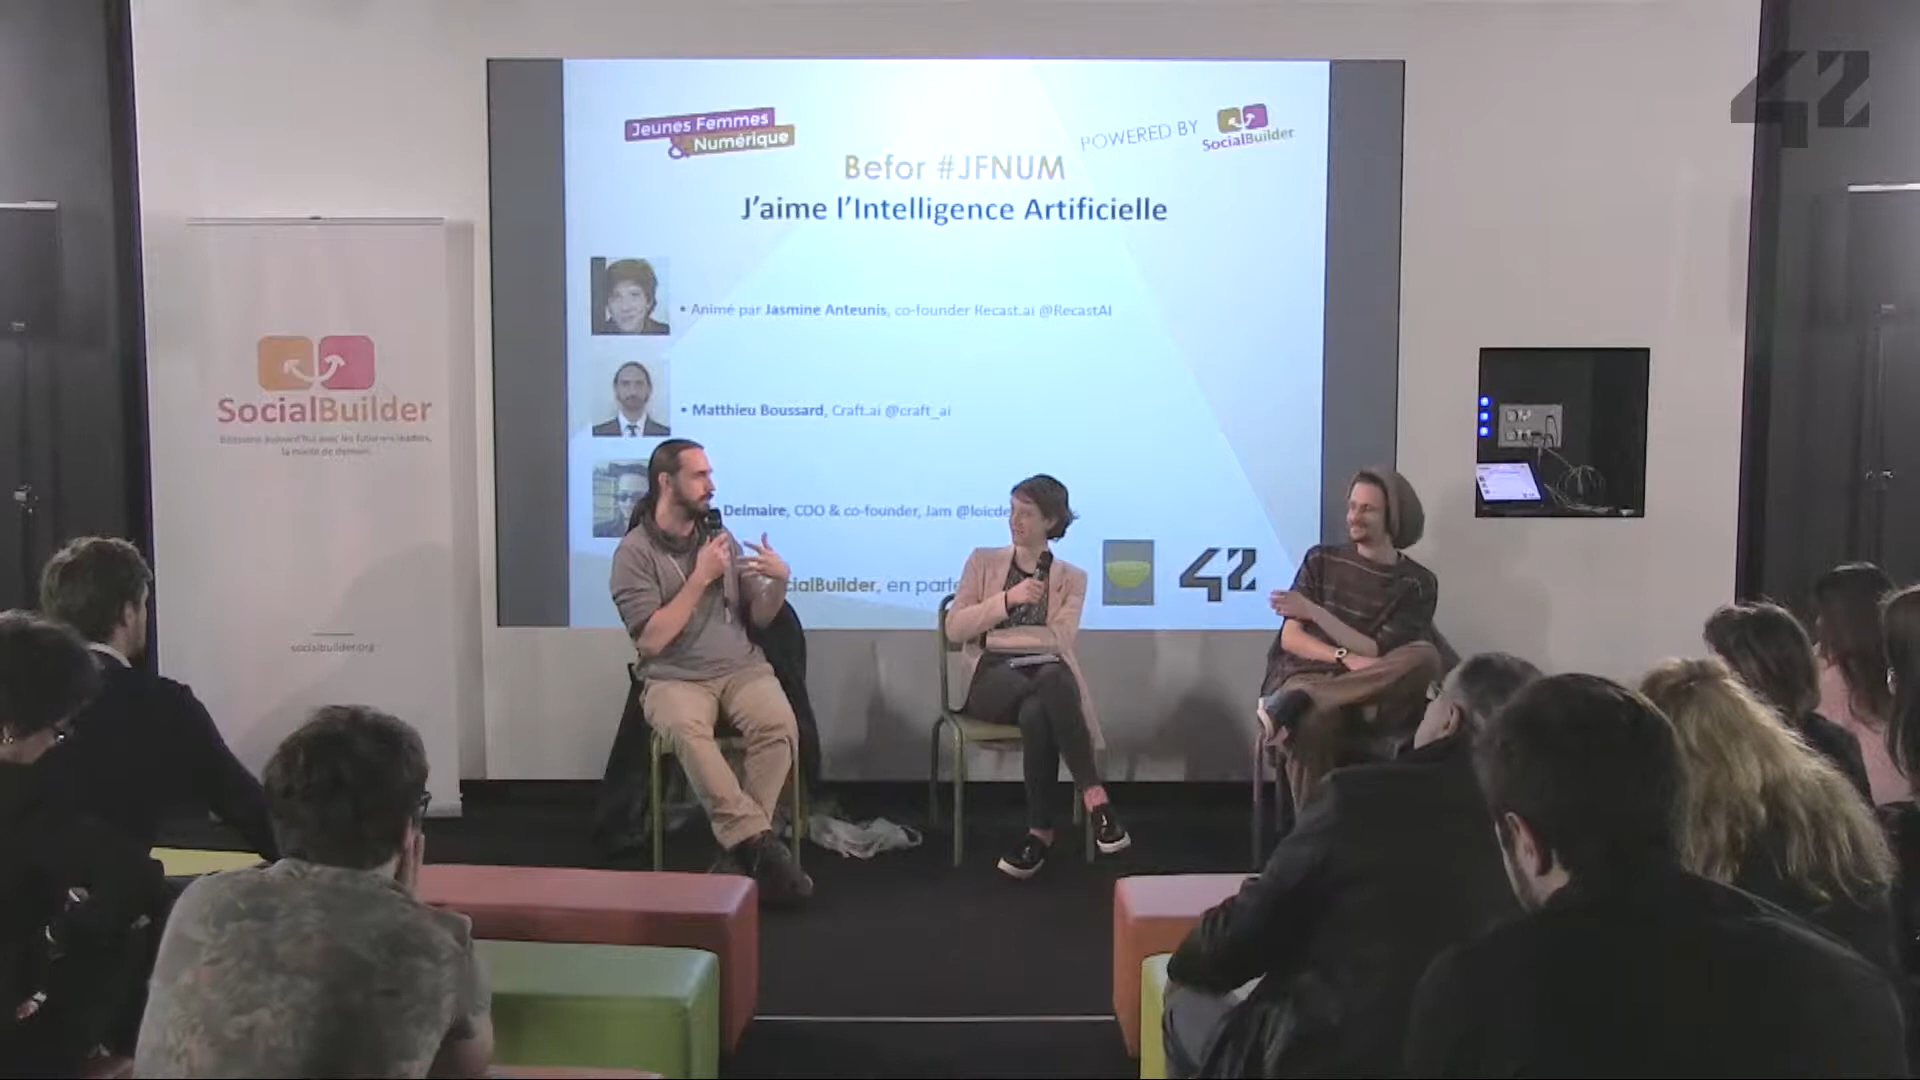 42
Jeunes Femmes
& Numérique
POWERED BY
SocialBuilder
Befor #JFNUM
J'aime l'Intelligence Artificielle
• Animé par Jasmine Anteunis, co-founder Recast.ai @RecastAI
• Matthieu Boussard, Craft.ai @craft_ai
Delmaire, COO & co-founder, Jam @loicde
cialBuilder, en parte
42
SocialBuilder
socialbuilder.org